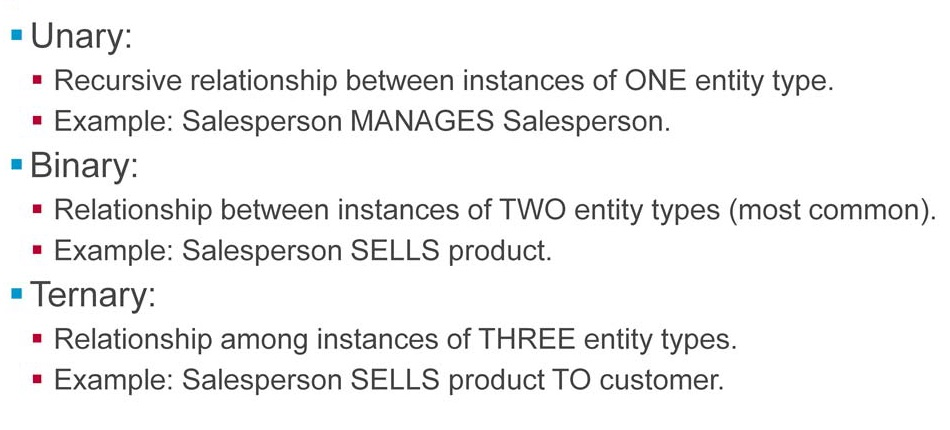 Unary:
Recursive relationship between instances of ONE entity type.
Example: Salesperson MANAGES Salesperson.
Binary:
Relationship between instances of TWO entity types (most common).
Example: Salesperson SELLS product.
Ternary:
Relationship among instances of THREE entity types.
Example: Salesperson SELLS product TO customer.